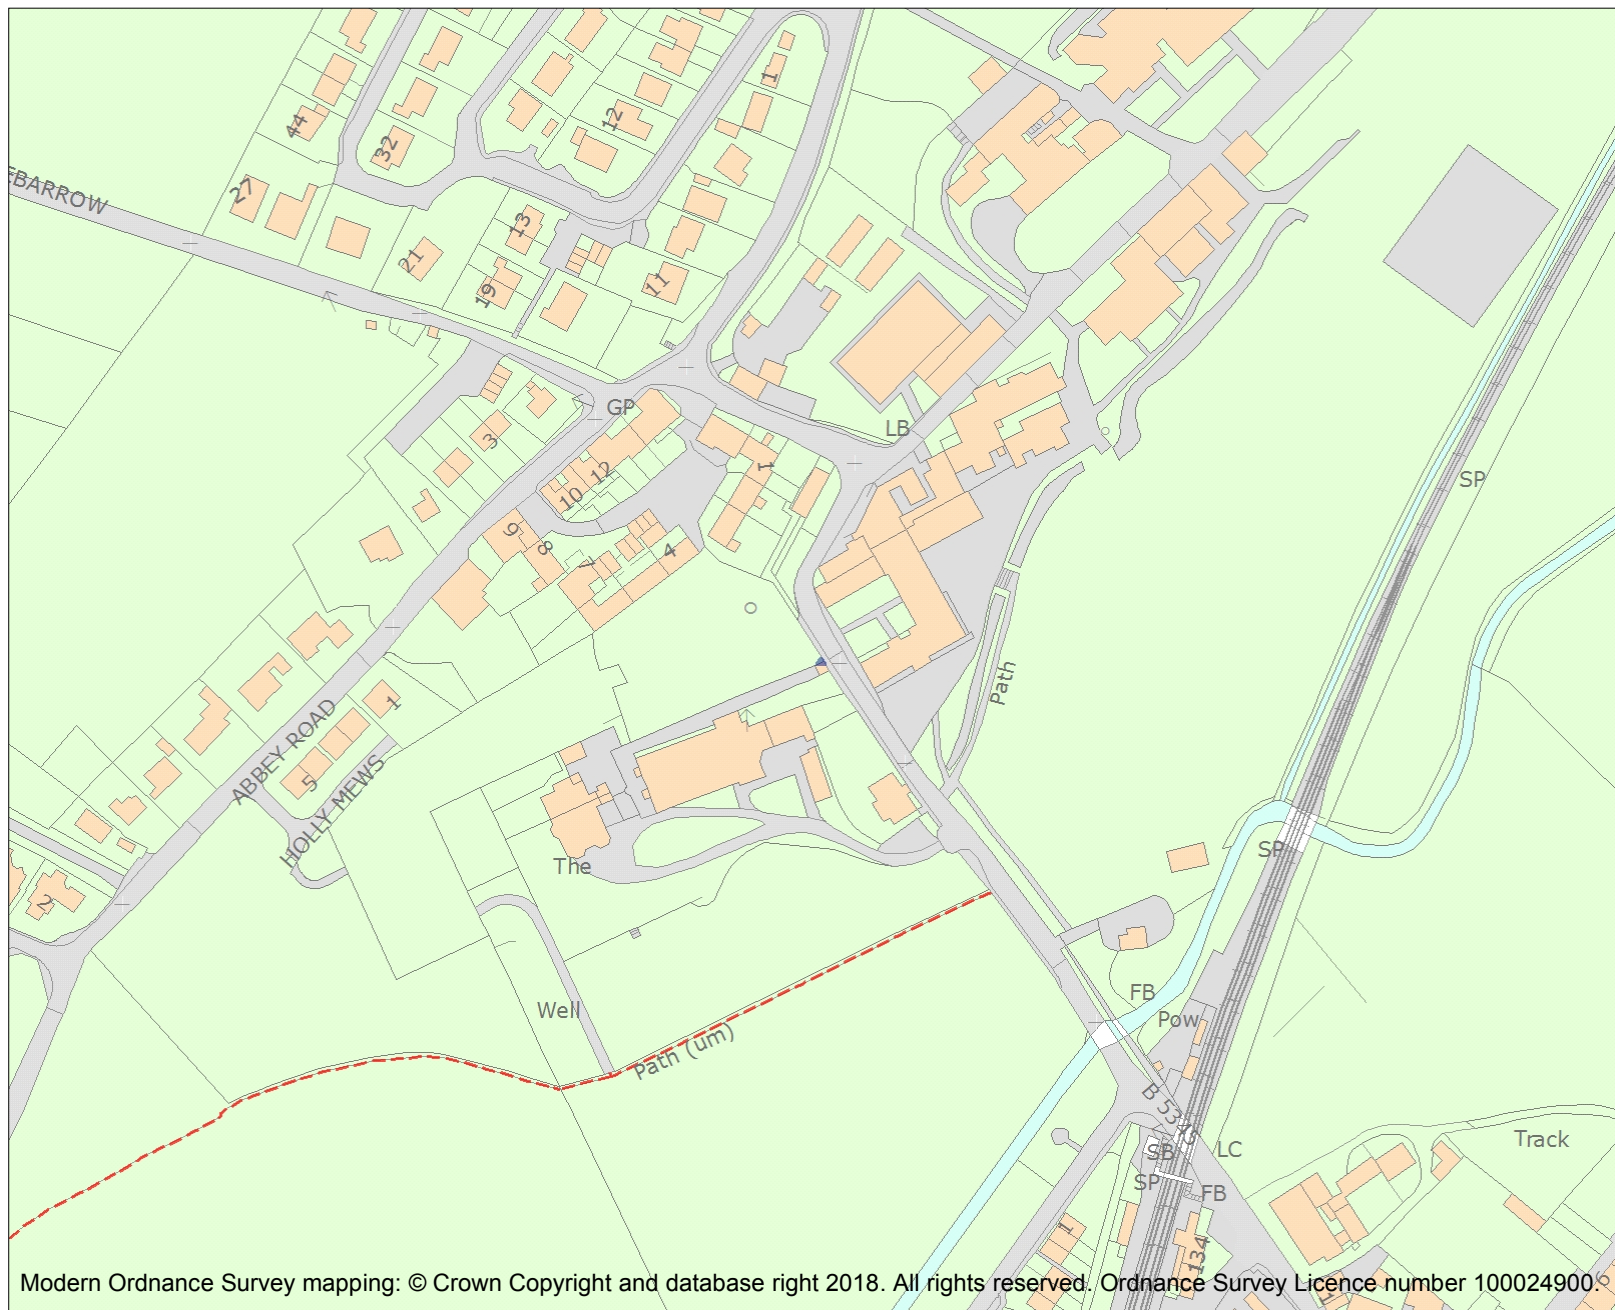 44
32
12
1
27
EBARROW
13
21
19
11
GP
LB
3
1
12
10
9
8
7
4
SP
Path
1
ABBEY ROAD
5
HOLLY MEWS
The
2
SP
Well
FB
Pow
Path (um)
B 5345
Track
LC
SB
SP
FB
1
134
1
6
Modern Ordnance Survey mapping: © Crown Copyright and database right 2018. All rights reserved. Ordnance Survey Licence number 100024900.